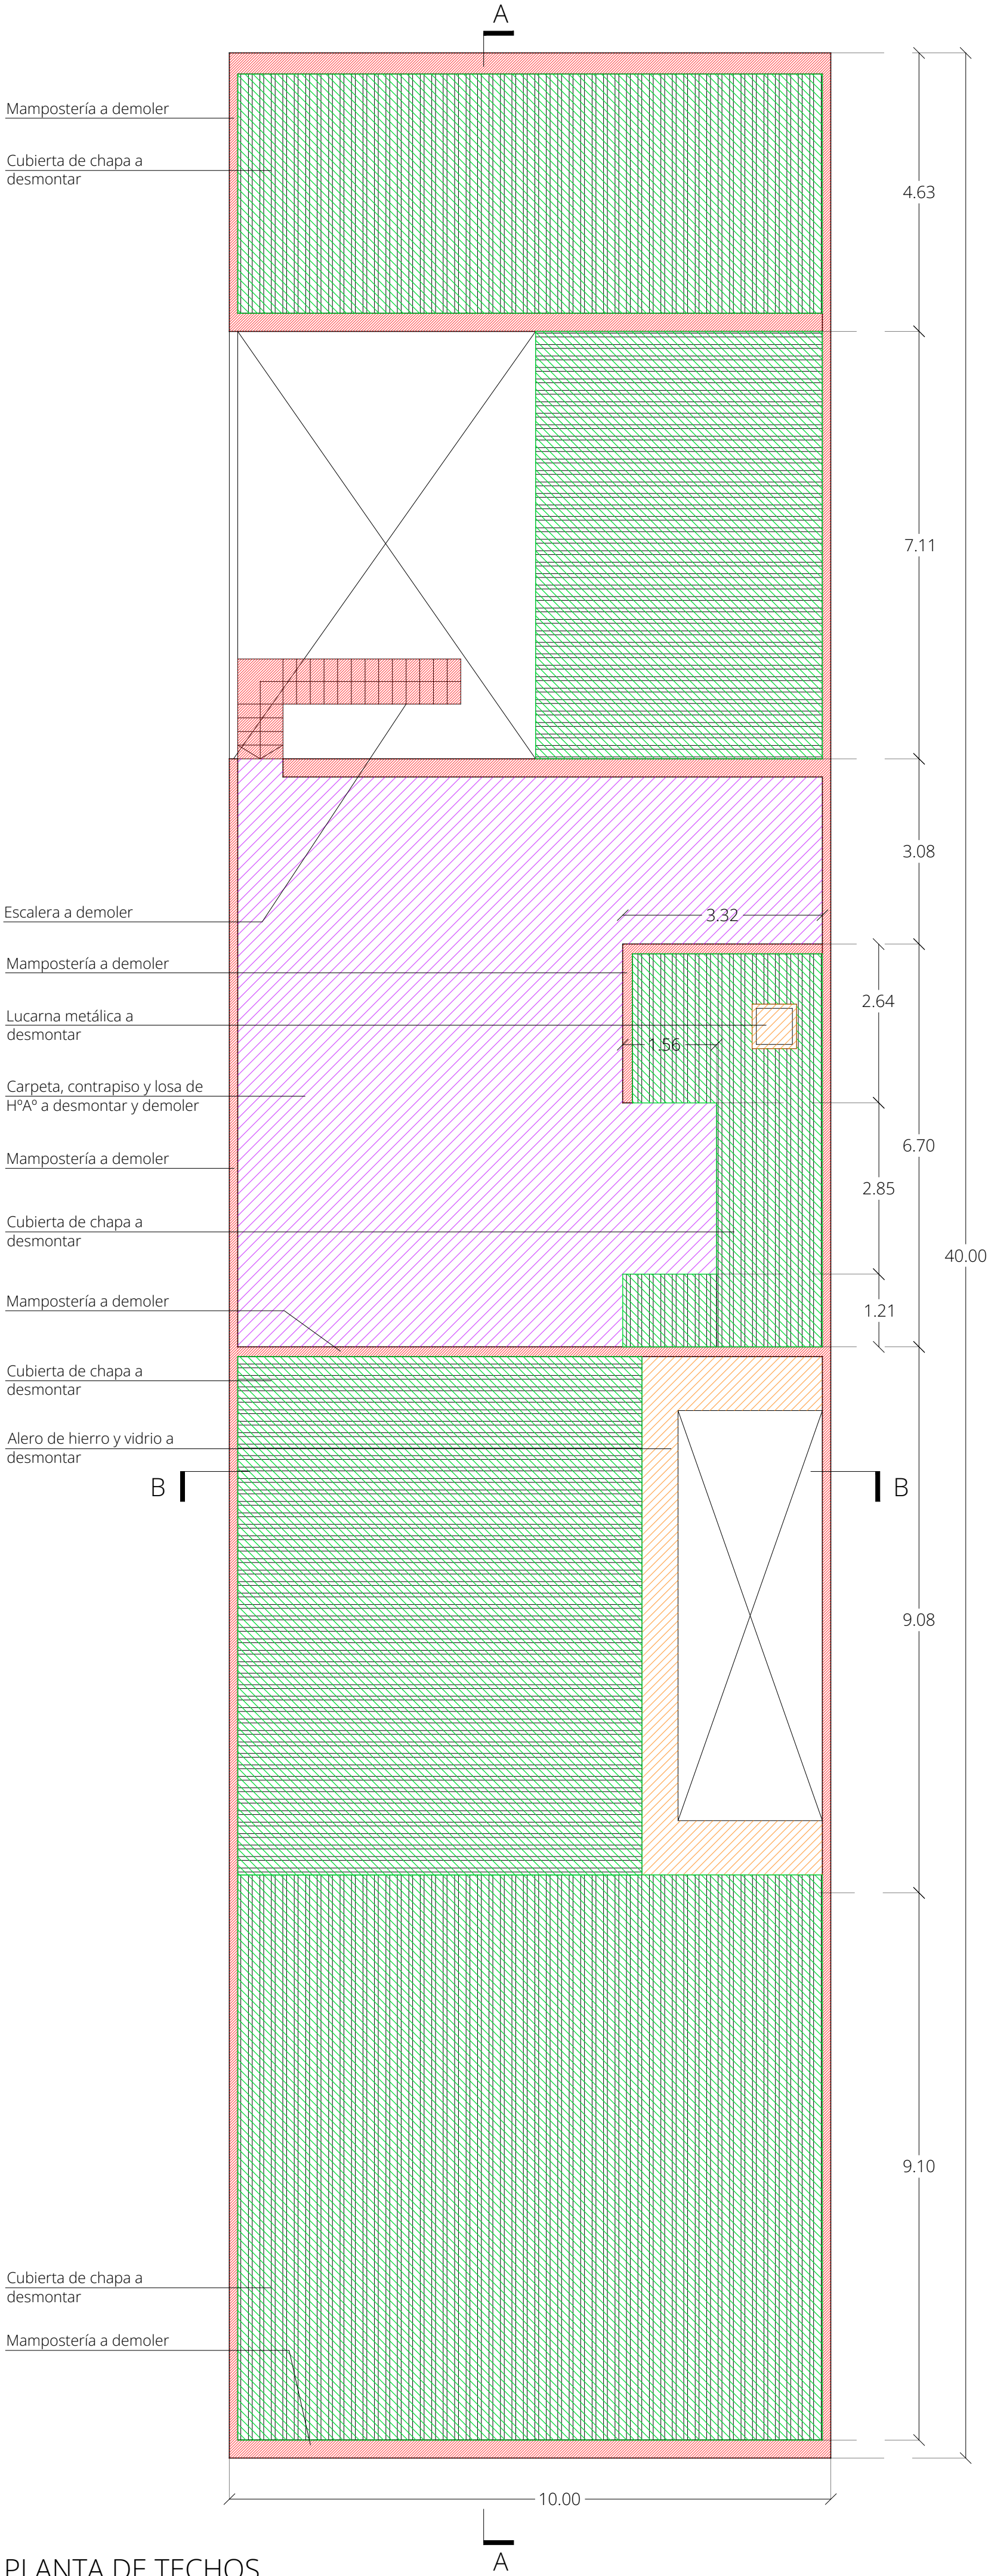 A
Mampostería a demoler
Cubierta de chapa a
desmontar
4.63
7.11
3.08
Escalera a demoler
3.32
Mampostería a demoler
2.64
Lucarna metálica a
desmontar
1.56
Carpeta, contrapiso y losa de
HºAº a desmontar y demoler
6.70
Mampostería a demoler
2.85
Cubierta de chapa a
desmontar
40.00
Mampostería a demoler
1.21
Cubierta de chapa a
desmontar
Alero de hierro y vidrio a
desmontar
B
B
9.08
9.10
Cubierta de chapa a
desmontar
Mampostería a demoler
10.00
A
PLANTA DE TECHOS